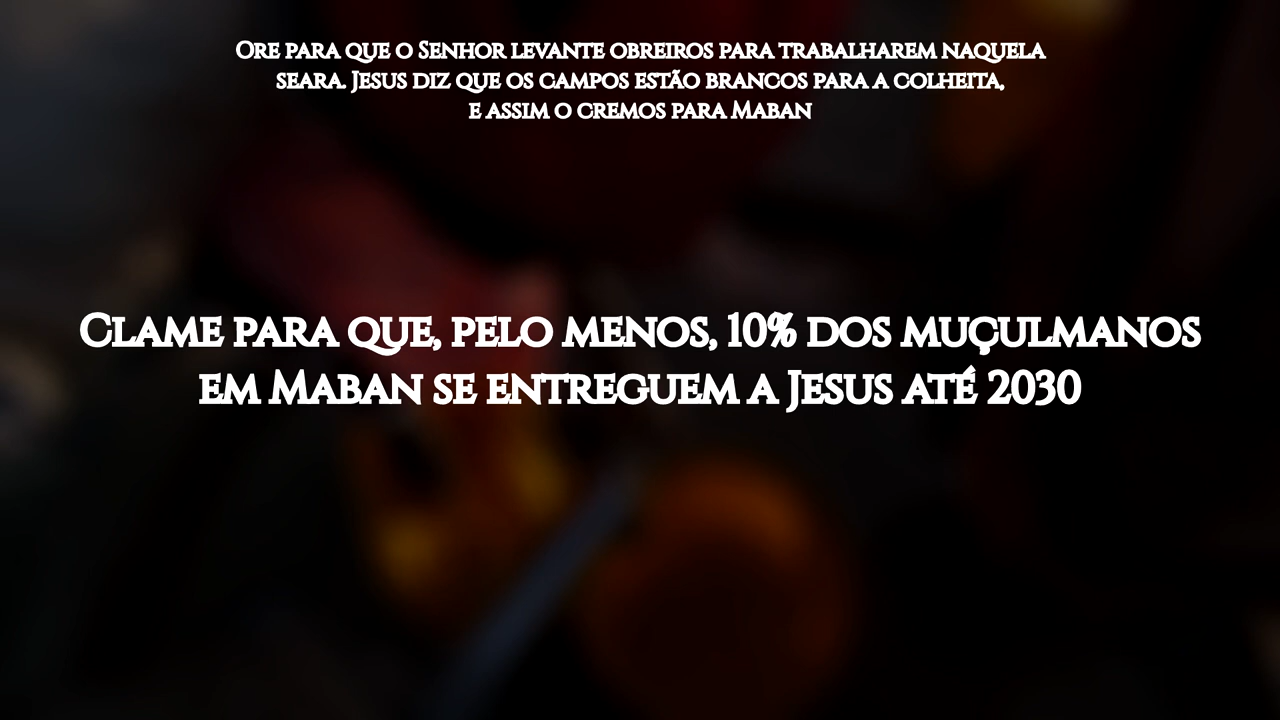 Ore para que o Senhor levante obreiros para trabalharem naquela
seara. Jesus diz que os campos estão brancos para a colheita,
e assim o cremos para Maban
Clame para que, pelo menos, 10% dos muçulmanos
em Maban se entreguem a Jesus até 2030